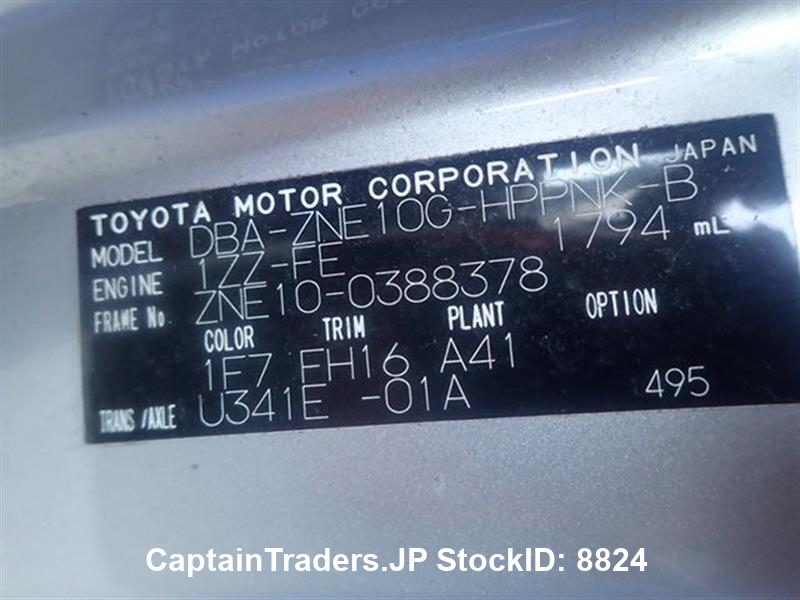 TOYOTA MOTOR CORPORATION JAPAN
MODEL DBA-ZNE10G-HPPNK-B
ENGINE 1ZZ-FE 1794 mL
FRAME No. ZNE10-0388378
COLOR TRIM PLANT OPTION
1F7 FH16 A41
TRANS/AXLE U341E -01A 495
CaptainTraders.JP StockID: 8824